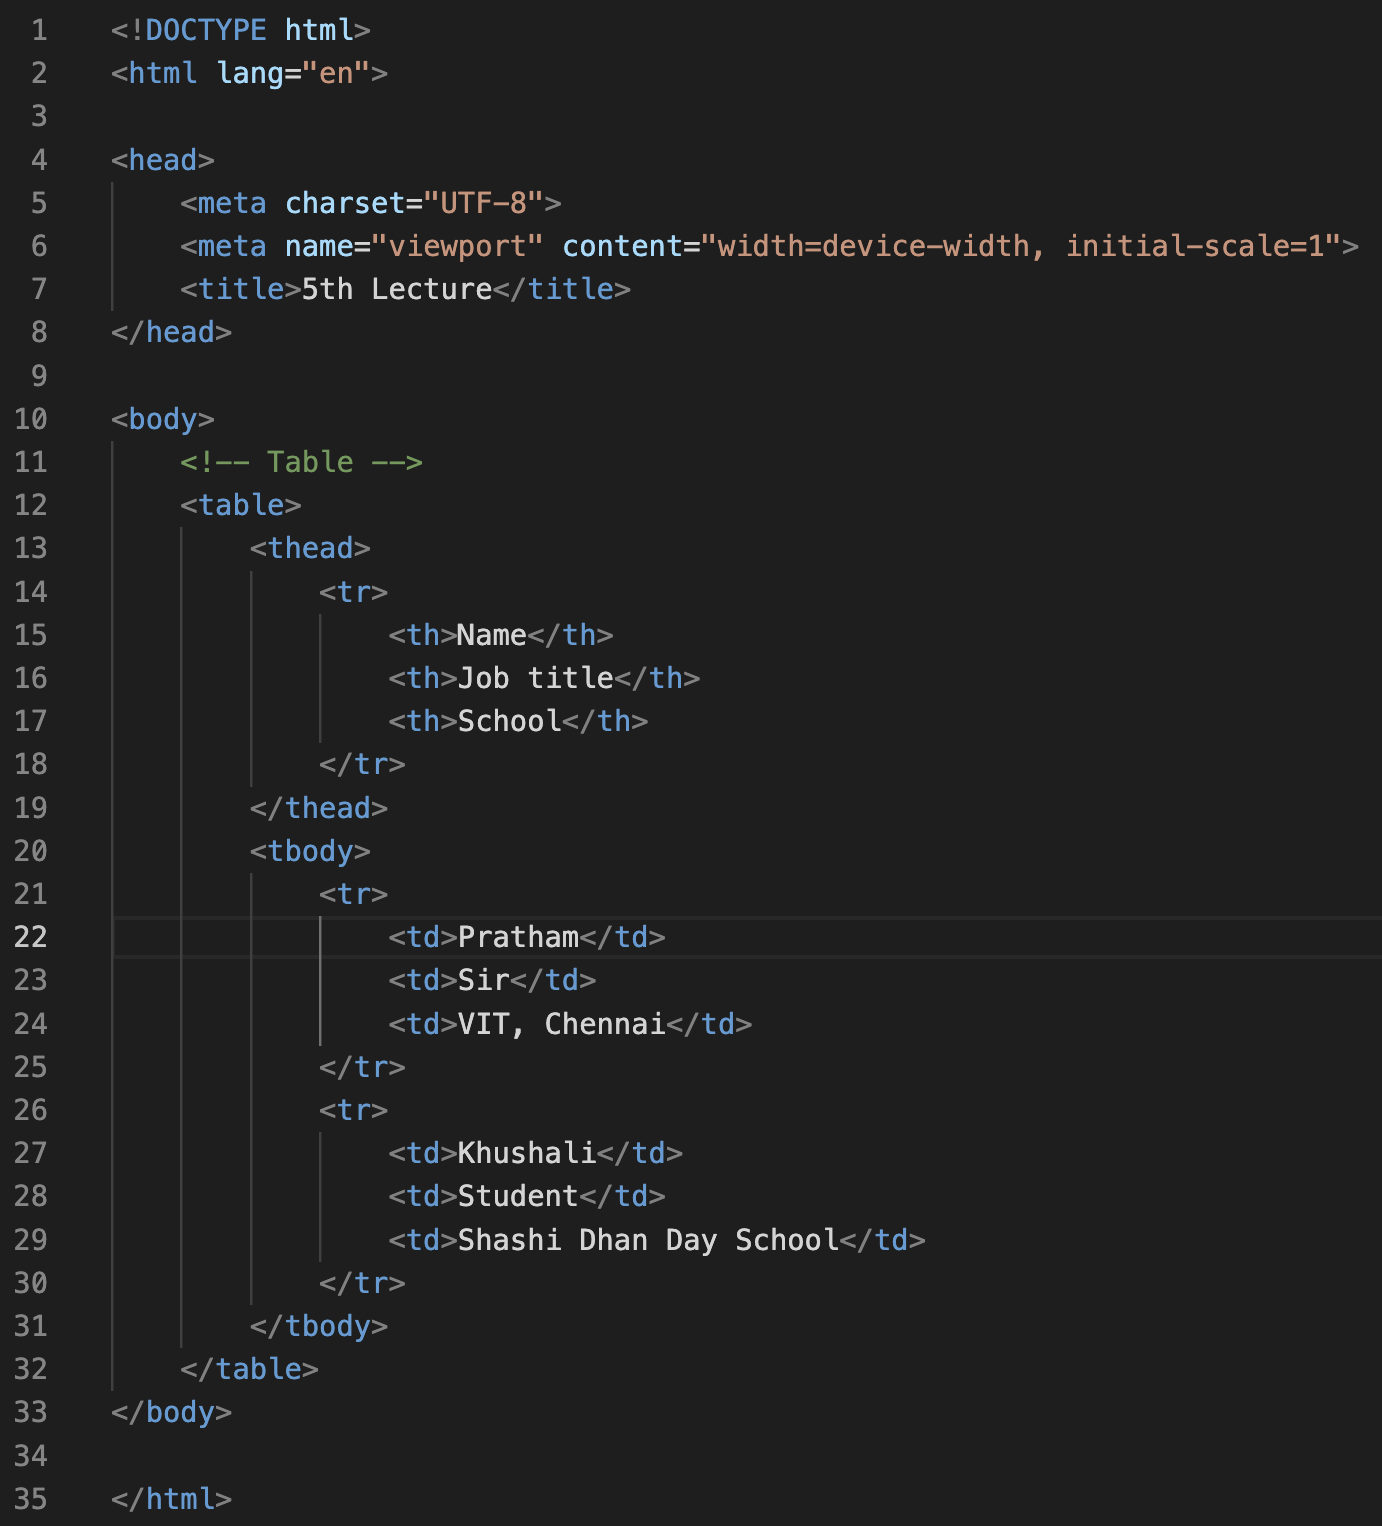 1 <!DOCTYPE html>
2 <html lang="en">
3
4 <head>
5     <meta charset="UTF-8">
6     <meta name="viewport" content="width=device-width, initial-scale=1">
7     <title>5th Lecture</title>
8 </head>
9
10 <body>
11     <!-- Table -->
12     <table>
13         <thead>
14             <tr>
15                 <th>Name</th>
16                 <th>Job title</th>
17                 <th>School</th>
18             </tr>
19         </thead>
20         <tbody>
21             <tr>
22                 <td>Pratham</td>
23                 <td>Sir</td>
24                 <td>VIT, Chennai</td>
25             </tr>
26             <tr>
27                 <td>Khushali</td>
28                 <td>Student</td>
29                 <td>Shashi Dhan Day School</td>
30             </tr>
31         </tbody>
32     </table>
33 </body>
34
35 </html>